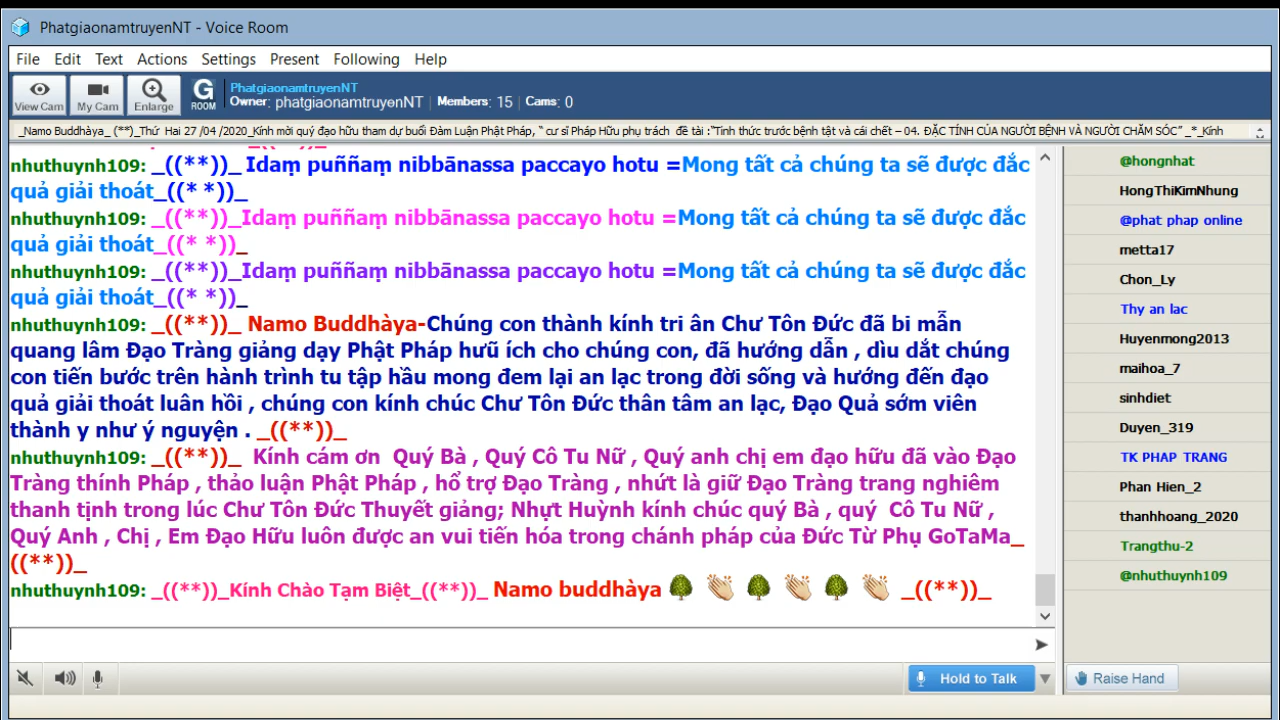 PhatgiaonamtruyenNT - Voice Room
File Edit Text Actions Settings Present Following Help
View Cam My Cam Enlarge G ROOM
PhatgiaonamtruyenNT
Owner: phatgiaonamtruyenNT | Members: 15 | Cams: 0
_Namo Buddhàya_ (**)_Thứ Hai 27 /04 /2020_Kính mời quý đạo hữu tham dự buổi Đàm Luận Phật Pháp, “ cư sĩ Pháp Hữu phụ trách đề tài :“Tỉnh thức trước bệnh tật và cái chết – 04. ĐẶC TÍNH CỦA NGƯỜI BỆNH VÀ NGƯỜI CHĂM SÓC” _*_Kính
nhuthuynh109: _((**))_ Idaṃ puññaṃ nibbānassa paccayo hotu =Mong tất cả chúng ta sẽ được đắc
quả giải thoát_((* *))_
nhuthuynh109: _((**))_Idaṃ puññaṃ nibbānassa paccayo hotu =Mong tất cả chúng ta sẽ được đắc
quả giải thoát_((* *))_
nhuthuynh109: _((**))_Idaṃ puññaṃ nibbānassa paccayo hotu =Mong tất cả chúng ta sẽ được đắc
quả giải thoát_((* *))_
nhuthuynh109: _((**))_ Namo Buddhàya-Chúng con thành kính tri ân Chư Tôn Đức đã bi mẫn
quang lâm Đạo Tràng giảng dạy Phật Pháp hưũ ích cho chúng con, đã hướng dẫn , dìu dắt chúng
con tiến bước trên hành trình tu tập hầu mong đem lại an lạc trong đời sống và hướng đến đạo
quả giải thoát luân hồi , chúng con kính chúc Chư Tôn Đức thân tâm an lạc, Đạo Quả sớm viên
thành y như ý nguyện . _((**))_
nhuthuynh109: _((**))_ Kính cám ơn Quý Bà , Quý Cô Tu Nữ , Quý anh chị em đạo hữu đã vào Đạo
Tràng thính Pháp , thảo luận Phật Pháp , hổ trợ Đạo Tràng , nhứt là giữ Đạo Tràng trang nghiêm
thanh tịnh trong lúc Chư Tôn Đức Thuyết giảng; Nhựt Huỳnh kính chúc quý Bà , quý Cô Tu Nữ ,
Quý Anh , Chị , Em Đạo Hữu luôn được an vui tiến hóa trong chánh pháp của Đức Từ Phụ GoTaMa_
((**))_
nhuthuynh109: _((**))_Kính Chào Tạm Biệt_((**))_ Namo buddhàya 🌳 👏 🌳 👏 🌳 👏 _((**))_
@hongnhat
HongThiKimNhung
@phat phap online
metta17
Chon_Ly
Thy an lac
Huyenmong2013
maihoa_7
sinhdiet
Duyen_319
TK PHAP TRANG
Phan Hien_2
thanhhoang_2020
Trangthu-2
@nhuthuynh109
Hold to Talk
Raise Hand